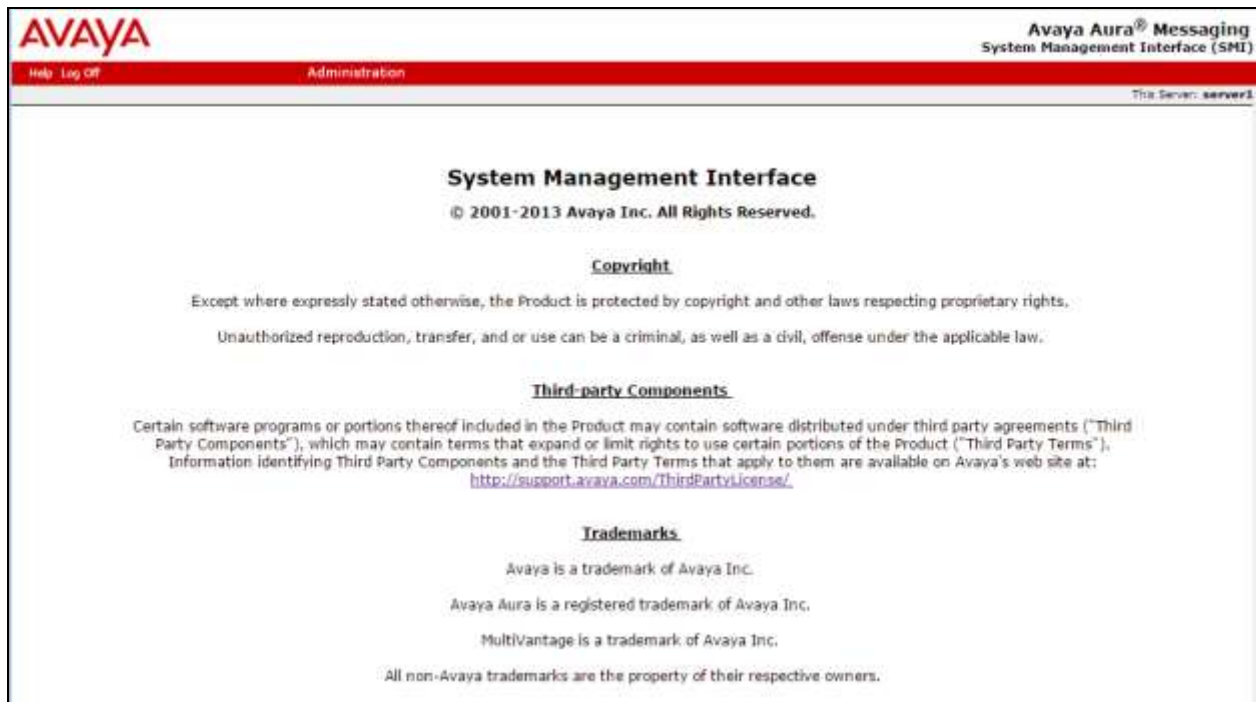 AVAYA
Avaya Aura® Messaging
System Management Interface (SMI)
Help Log Off Administration
This Server: server1
System Management Interface
© 2001-2013 Avaya Inc. All Rights Reserved.
Copyright
Except where expressly stated otherwise, the Product is protected by copyright and other laws respecting proprietary rights.
Unauthorized reproduction, transfer, and or use can be a criminal, as well as a civil, offense under the applicable law.
Third-party Components
Certain software programs or portions thereof included in the Product may contain software distributed under third party agreements ("Third
Party Components"), which may contain terms that expand or limit rights to use certain portions of the Product ("Third Party Terms").
Information identifying Third Party Components and the Third Party Terms that apply to them are available on Avaya's web site at:
http://support.avaya.com/ThirdPartyLicense/
Trademarks
Avaya is a trademark of Avaya Inc.
Avaya Aura is a registered trademark of Avaya Inc.
MultiVantage is a trademark of Avaya Inc.
All non-Avaya trademarks are the property of their respective owners.